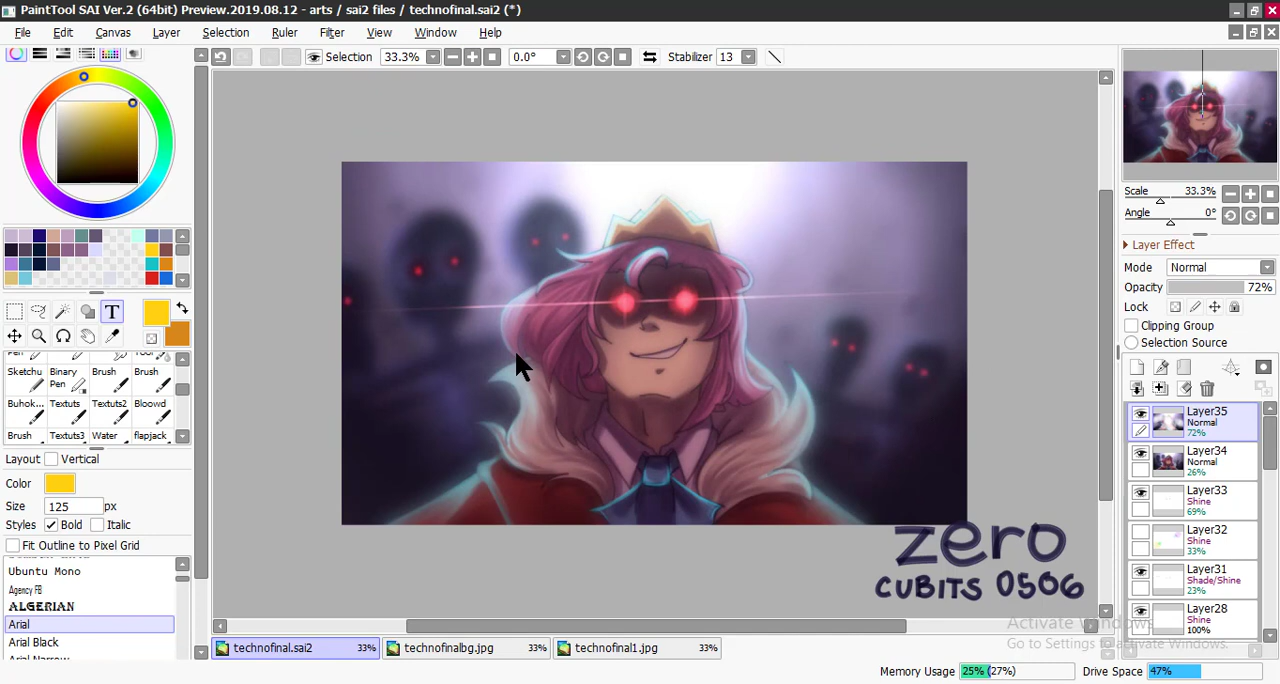 PaintTool SAI Ver.2 (64bit) Preview.2019.08.12 - arts / sai2 files / technofinal.sai2 (*)
File Edit Canvas Layer Selection Ruler Filter View Window Help
Selection 33.3% 0.0° Stabilizer 13
Scale 33.3%
Angle 0°
Layer Effect
Mode Normal
Opacity 72%
Lock
Clipping Group
Selection Source
T
Sketchu Binary Pen Brush Brush
Buhok... Textuts Textuts2 Bloowd
Brush Textuts3 Water flapjack
Layout Vertical
Color
Size 125 px
Styles Bold Italic
Fit Outline to Pixel Grid
Ubuntu Mono
Agency FB
ALGERIAN
Arial
Arial Black
Layer35
Normal
72%
Layer34
Normal
26%
Layer33
Shine
69%
Layer32
Shine
33%
Layer31
Shade/Shine
23%
Layer28
Shine
100%
zero
CUBITS 0506
Activate Windows
Go to Settings to activate Windows.
technofinal.sai2 33% technofnalbg.jpg 33% technofinal1.jpg 33%
Memory Usage 25% (27%) Drive Space 47%